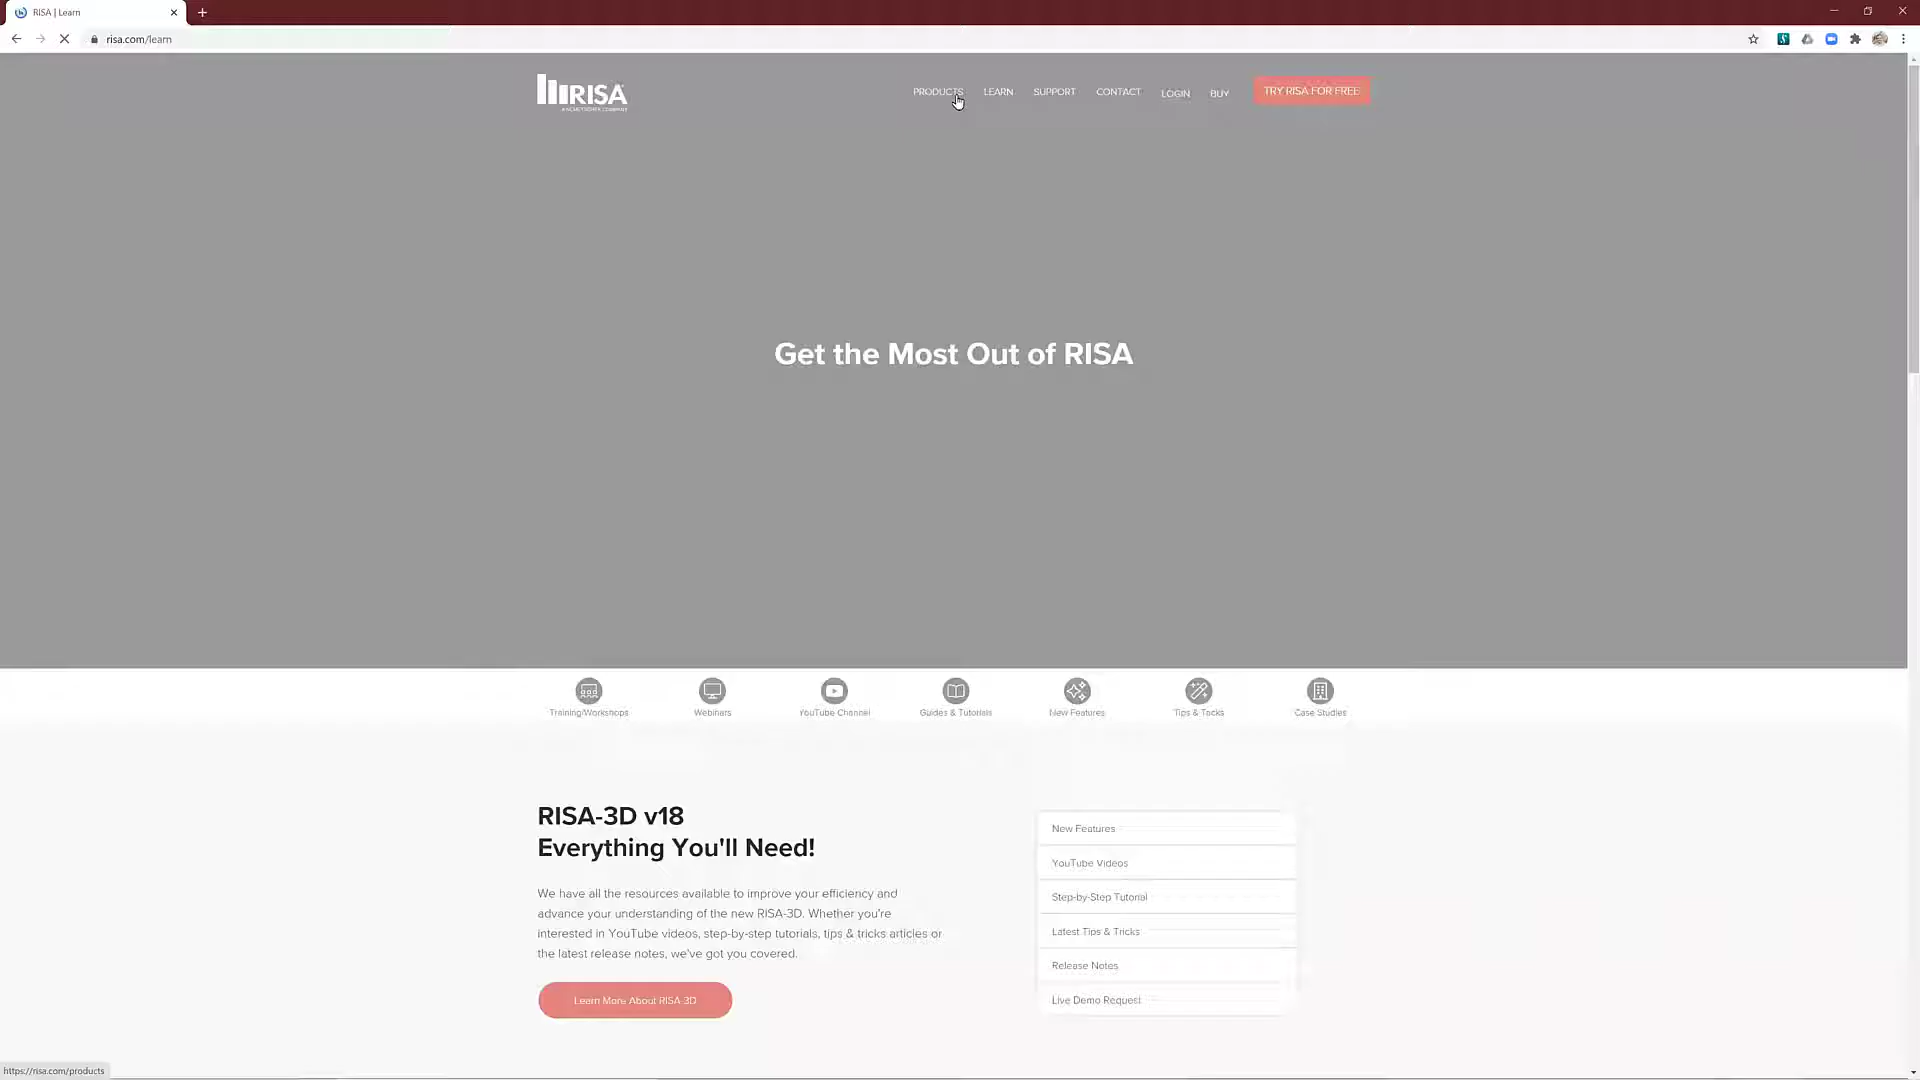 RISA | Learn
risa.com/learn
RISA
A NEMETSCHEK COMPANY
PRODUCTS
LEARN
SUPPORT
CONTACT
LOGIN
BUY
TRY RISA FOR FREE
Get the Most Out of RISA
Training/Workshops
Webinars
YouTube Channel
Guides & Tutorials
New Features
Tips & Tricks
Case Studies
RISA-3D v18
Everything You'll Need!
We have all the resources available to improve your efficiency and
advance your understanding of the new RISA-3D. Whether you're
interested in YouTube videos, step-by-step tutorials, tips & tricks articles or
the latest release notes, we've got you covered.
Learn More About RISA-3D
New Features
YouTube Videos
Step-by-Step Tutorial
Latest Tips & Tricks
Release Notes
Live Demo Request
https://risa.com/products